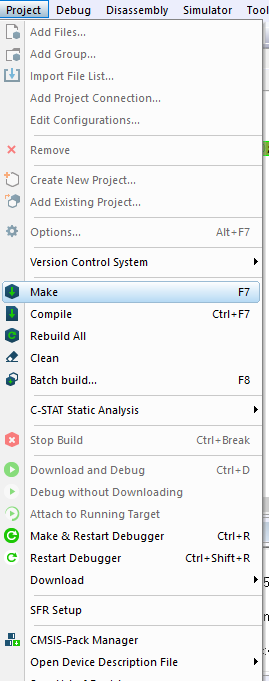 Project Debug Disassembly Simulator Tool
Add Files...
Add Group...
Import File List...
Add Project Connection...
Edit Configurations...
Remove
Create New Project...
Add Existing Project...
Options... Alt+F7
Version Control System
Make F7
Compile Ctrl+F7
Rebuild All
Clean
Batch build... F8
C-STAT Static Analysis
Stop Build Ctrl+Break
Download and Debug Ctrl+D
Debug without Downloading
Attach to Running Target
Make & Restart Debugger Ctrl+R
Restart Debugger Ctrl+Shift+R
Download
SFR Setup
CMSIS-Pack Manager
Open Device Description File